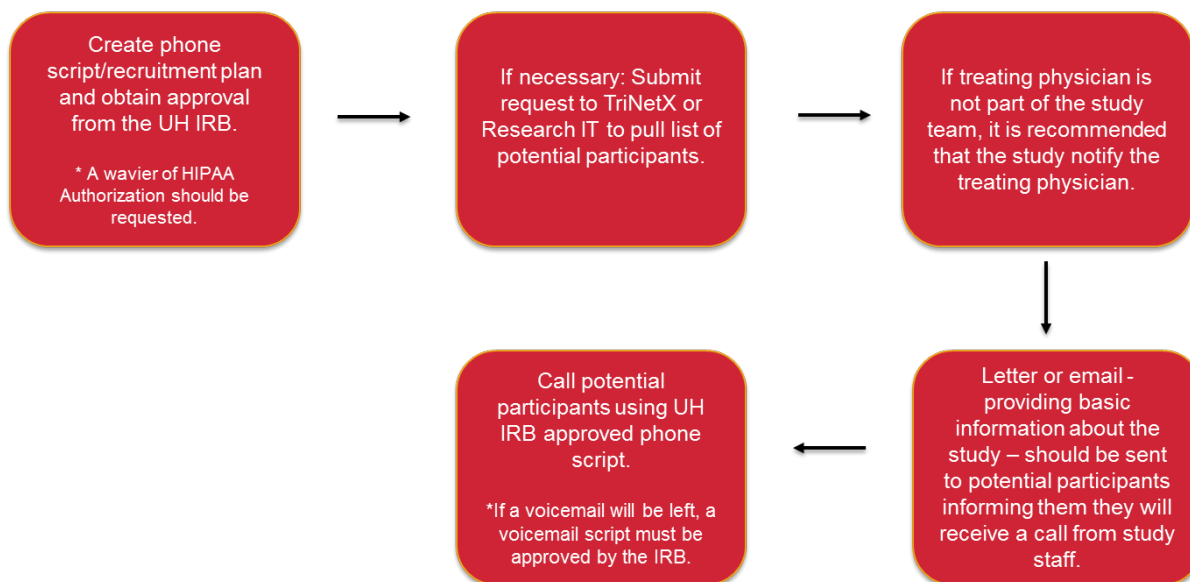 Create phone
script/recruitment plan
and obtain approval
from the UH IRB.
* A wavier of HIPAA
Authorization should be
requested.
If necessary: Submit
request to TriNetX or
Research IT to pull list of
potential participants.
If treating physician is
not part of the study
team, it is recommended
that the study notify the
treating physician.
Letter or email -
providing basic
information about the
study – should be sent
to potential participants
informing them they will
receive a call from study
staff.
Call potential
participants using UH
IRB approved phone
script.
*If a voicemail will be left, a
voicemail script must be
approved by the IRB.